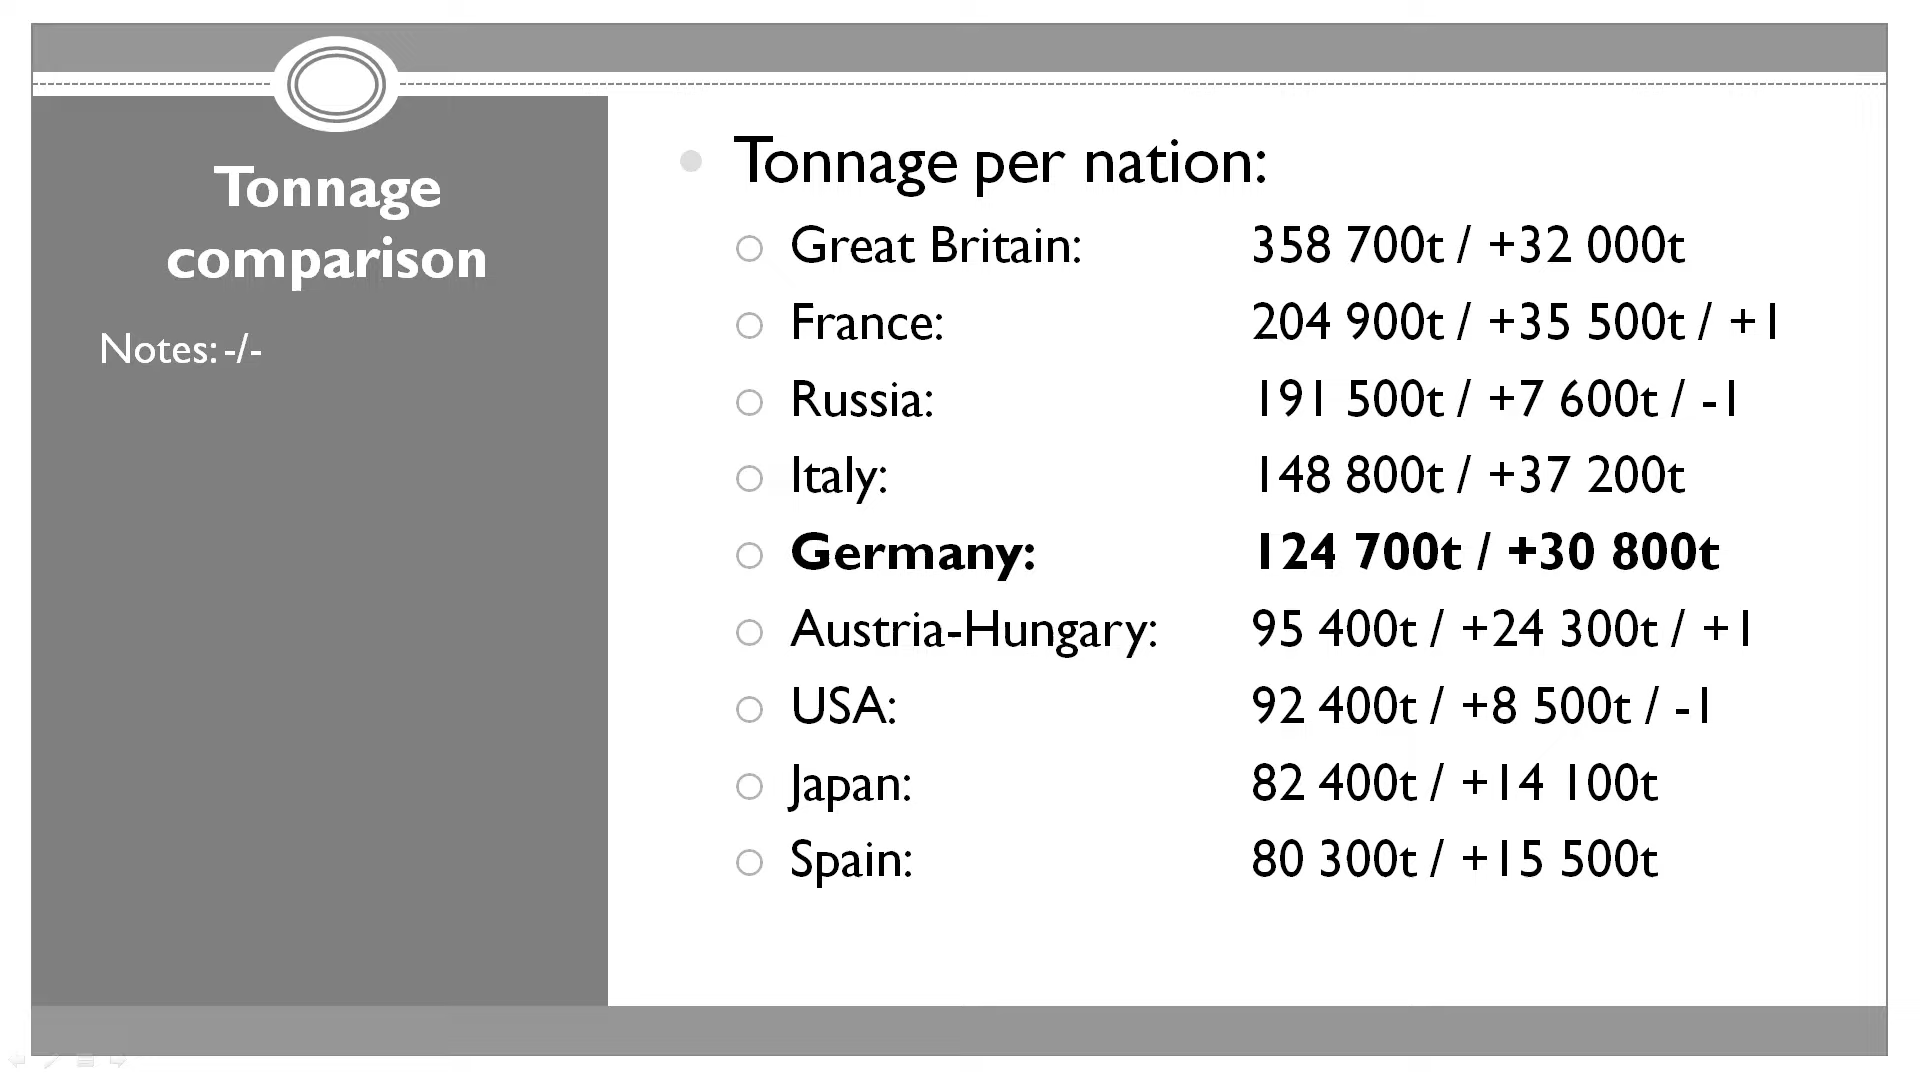 Tonnage
comparison
Notes: -/-
Tonnage per nation:
Great Britain: 358 700t / +32 000t
France: 204 900t / +35 500t / +1
Russia: 191 500t / +7 600t / -1
Italy: 148 800t / +37 200t
Germany: 124 700t / +30 800t
Austria-Hungary: 95 400t / +24 300t / +1
USA: 92 400t / +8 500t / -1
Japan: 82 400t / +14 100t
Spain: 80 300t / +15 500t